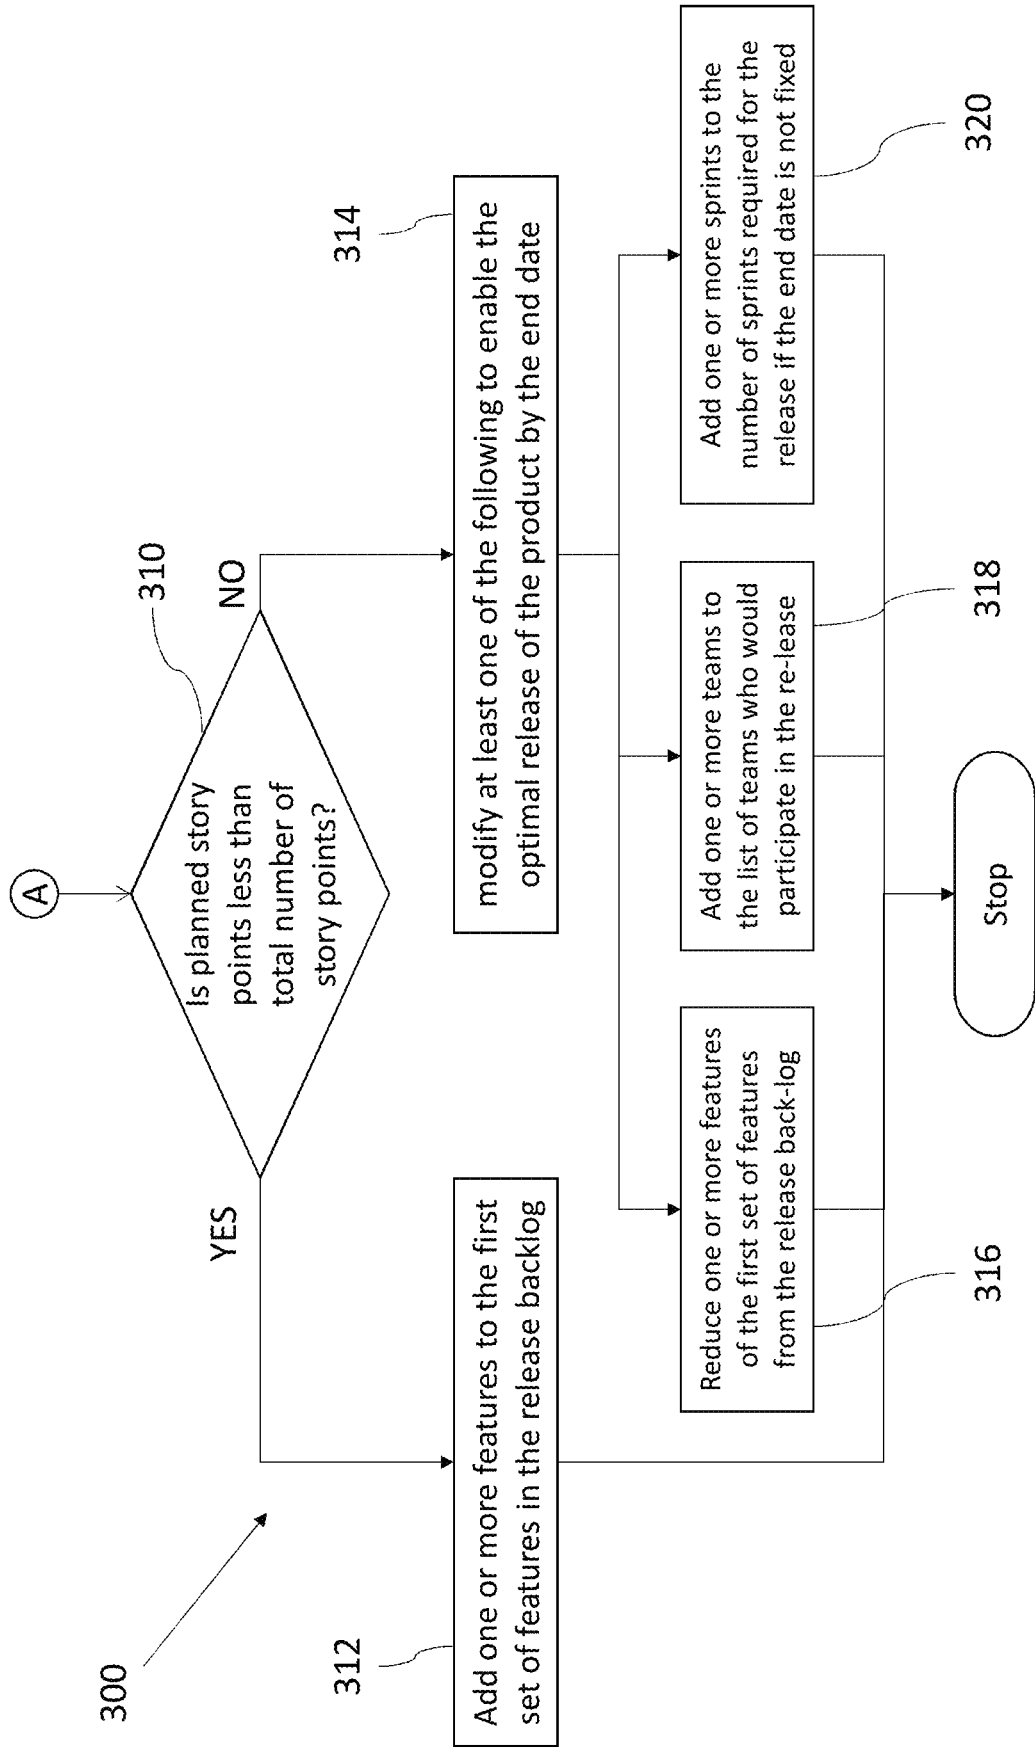 A
310
Is planned story
points less than
total number of
story points?
YES
NO
300
312
Add one or more features to the first
set of features in the release backlog
314
modify at least one of the following to enable the
optimal release of the product by the end date
Reduce one or more features
of the first set of features
from the release back-log
316
Add one or more teams to
the list of teams who would
participate in the re-lease
318
Add one or more sprints to the
number of sprints required for the
release if the end date is not fixed
320
Stop